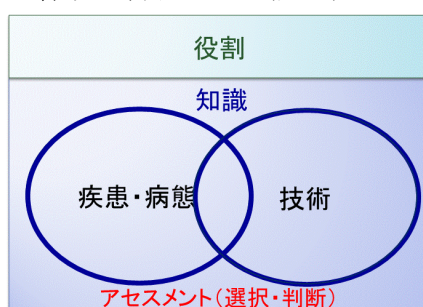 役割
知識
疾患・病態
技術
アセスメント（選択・判断）